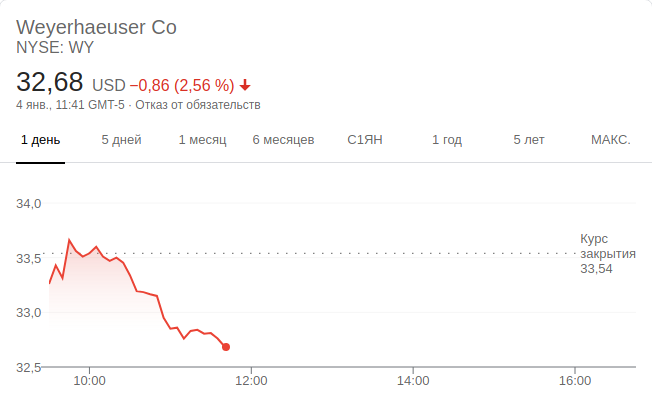 Weyerhaeuser Co
NYSE: WY
32,68 USD −0,86 (2,56 %)
4 янв., 11:41 GMT-5 · Отказ от обязательств
1 день 5 дней 1 месяц 6 месяцев С1ЯН 1 год 5 лет МАКС.
34,0
Курс
33,5 закрытия
33,54
33,0
32,5
10:00 12:00 14:00 16:00